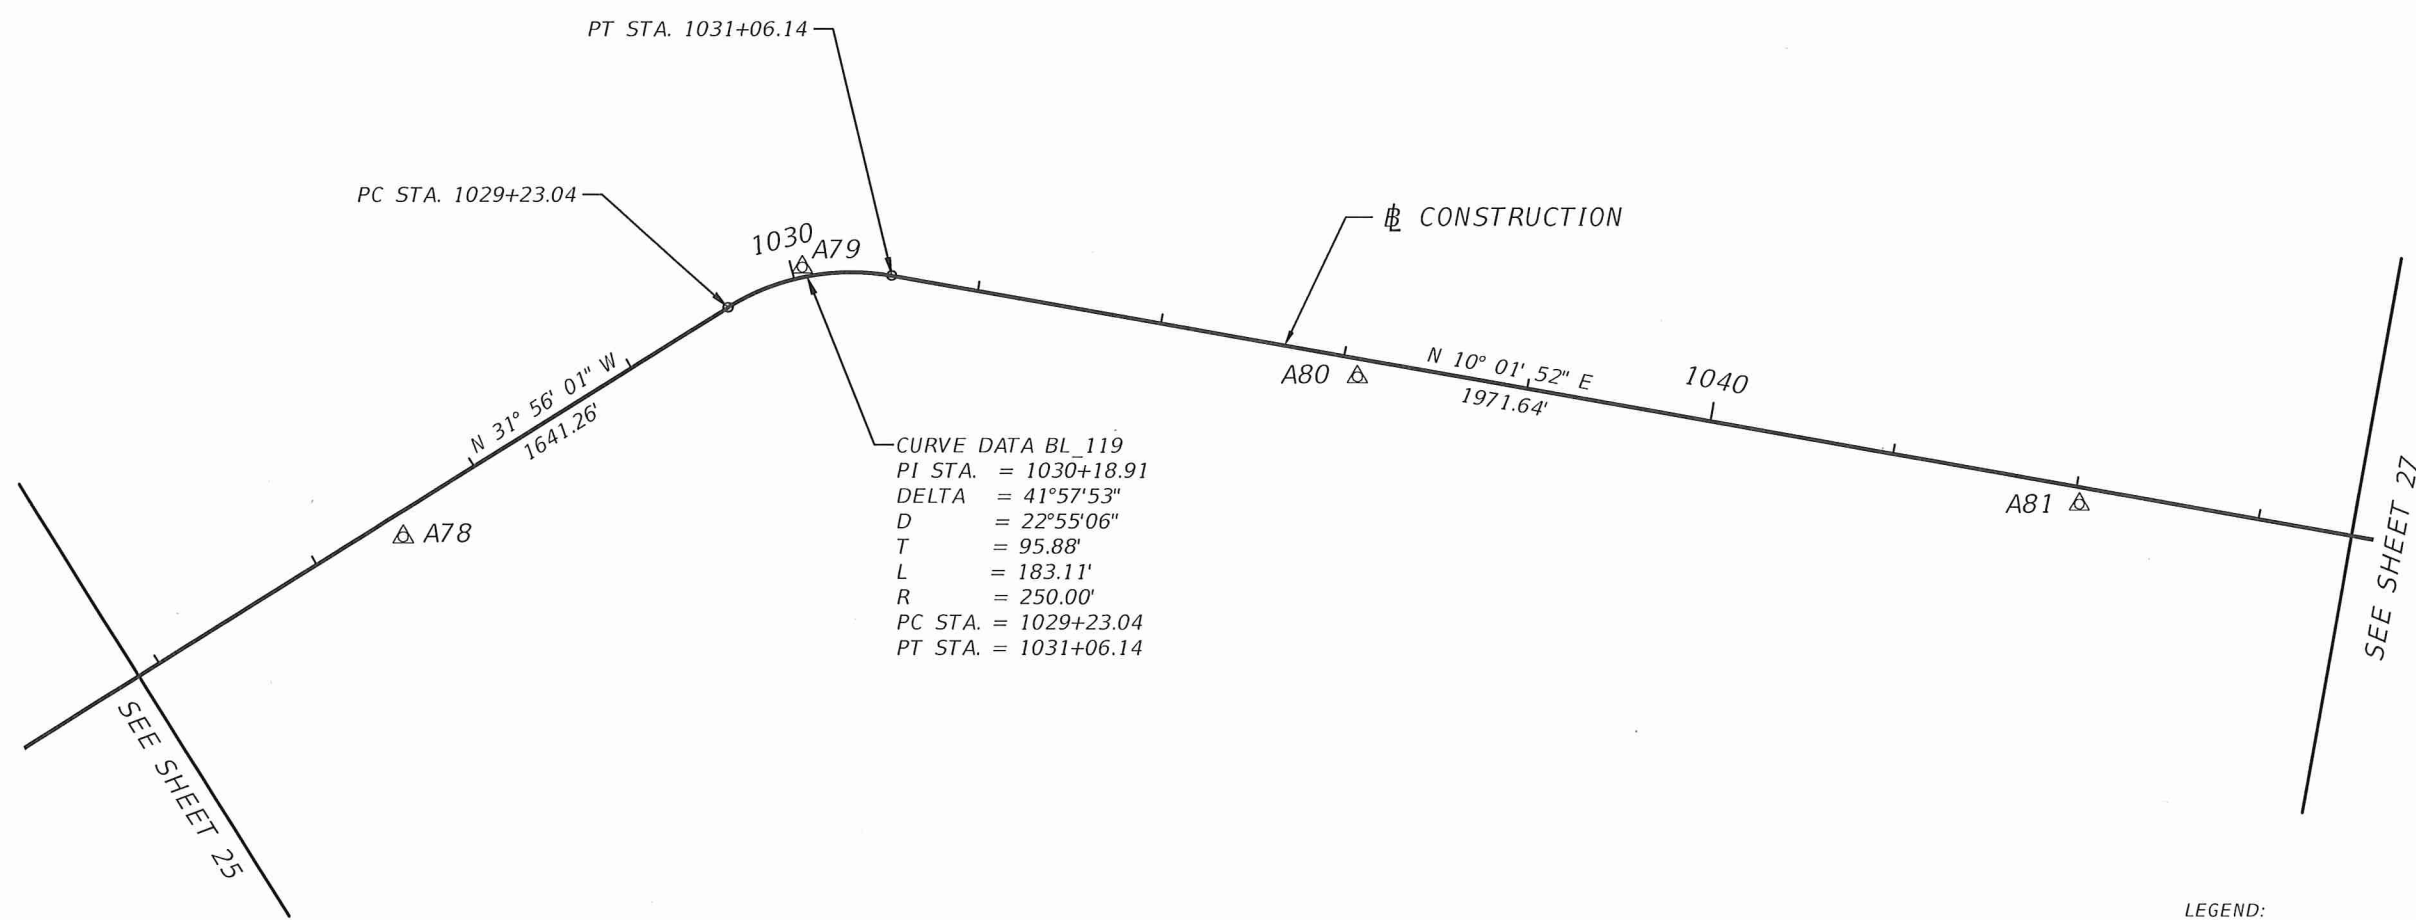 PT STA. 1031+06.14
PC STA. 1029+23.04
1030
A79
℄ CONSTRUCTION
N 31° 56' 01" W
1641.26'
A78
A80
N 10° 01' 52" E
1971.64'
1040
A81
CURVE DATA BL_119
PI STA. = 1030+18.91
DELTA = 41°57'53"
D = 22°55'06"
T = 95.88'
L = 183.11'
R = 250.00'
PC STA. = 1029+23.04
PT STA. = 1031+06.14
SEE SHEET 25
SEE SHEET 27
LEGEND: